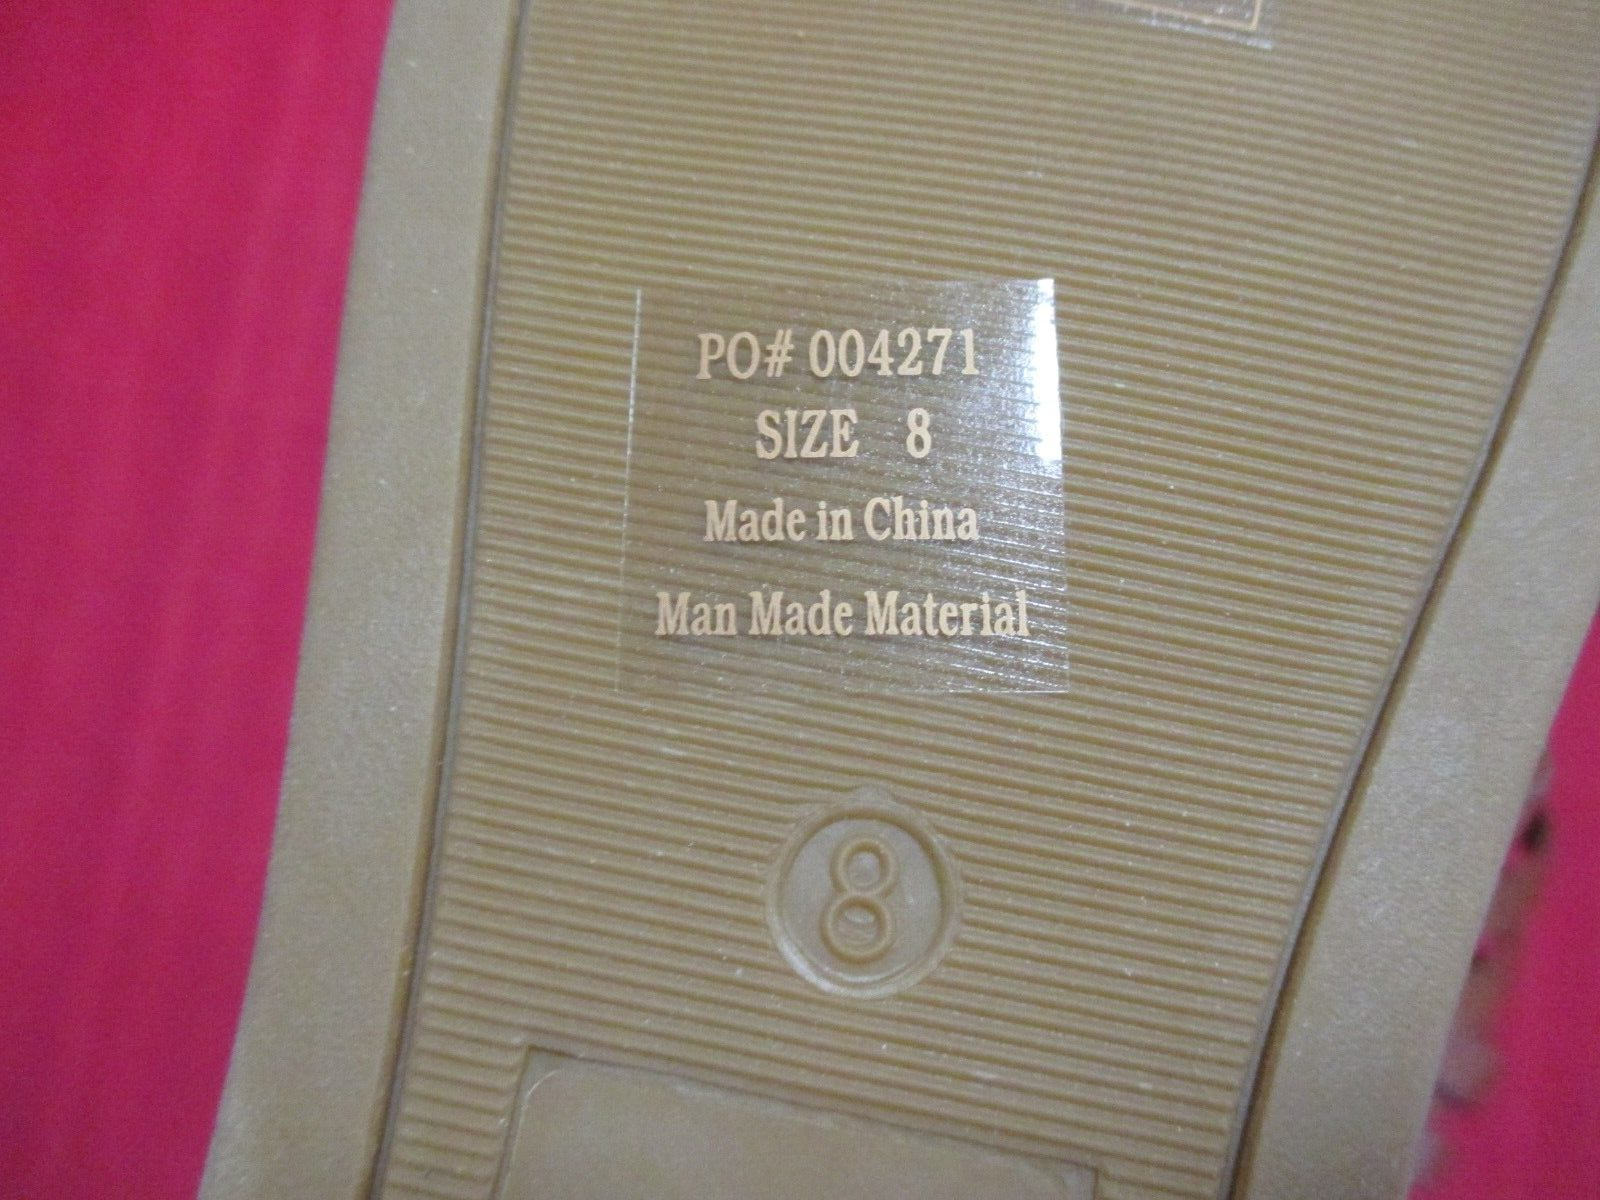 PO# 004271
SIZE 8
Made in China
Man Made Material
8